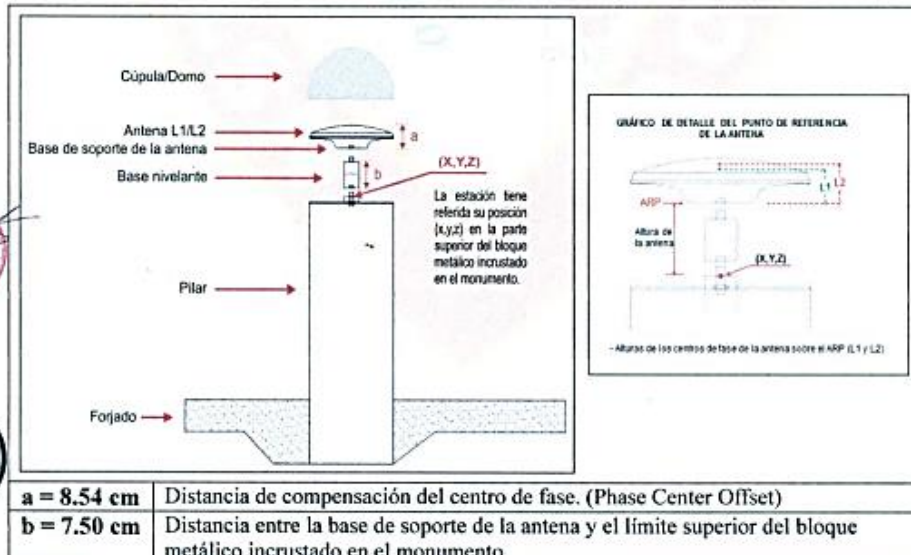 Cúpula/Domo
Antena L1/L2
Base de soporte de la antena
Base nivelante
Pilar
Forjado
a
b
(X,Y,Z)
La estación tiene
referida su posición
(x,y,z) en la parte
superior del bloque
metálico incrustado
en el monumento.
GRÁFICO DE DETALLE DEL PUNTO DE REFERENCIA
DE LA ANTENA
L1
L2
ARP
Altura de
la antena
(X,Y,Z)
- Alturas de los centros de fase de la antena sobre el ARP (L1 y L2)
a = 8.54 cm Distancia de compensación del centro de fase. (Phase Center Offset)
b = 7.50 cm Distancia entre la base de soporte de la antena y el límite superior del bloque
metálico incrustado en el monumento